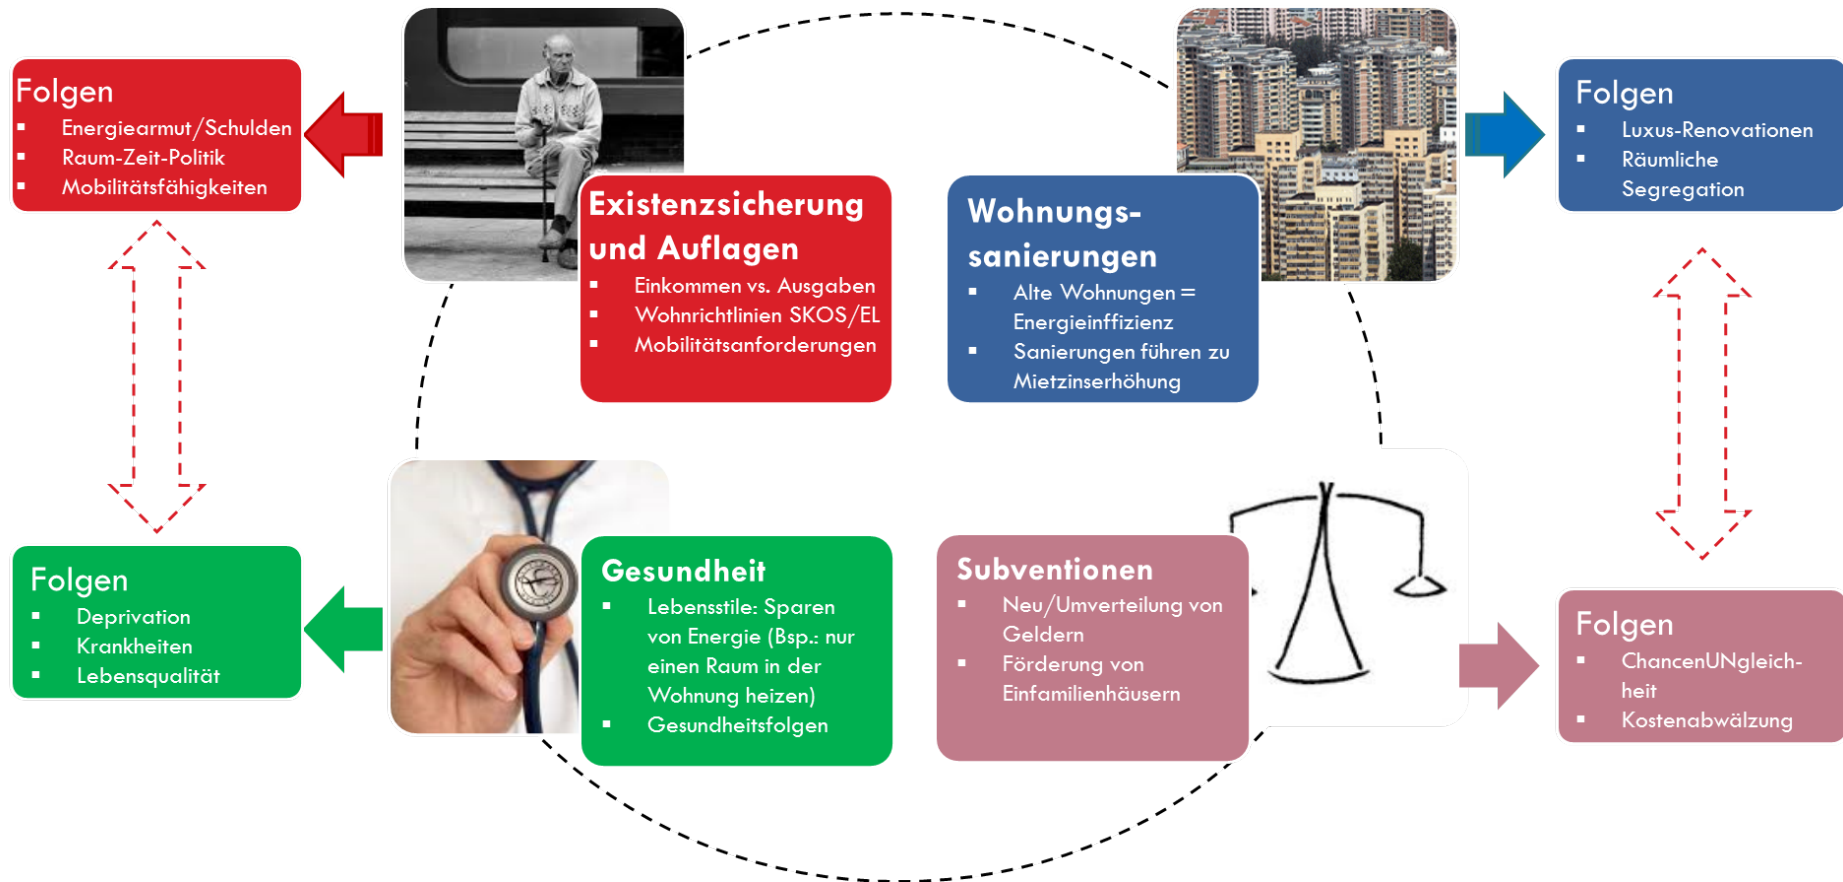 Folgen
Energiearmut/Schulden
Raum-Zeit-Politik
Mobilitätsfähigkeiten
Existenzsicherung
und Auflagen
Einkommen vs. Ausgaben
Wohnrichtlinien SKOS/EL
Mobilitätsanforderungen
Wohnungs-
sanierungen
Alte Wohnungen =
Energieinffizienz
Sanierungen führen zu
Mietzinserhöhung
Folgen
Luxus-Renovationen
Räumliche
Segregation
Folgen
Deprivation
Krankheiten
Lebensqualität
Gesundheit
Lebensstile: Sparen
von Energie (Bsp.: nur
einen Raum in der
Wohnung heizen)
Gesundheitsfolgen
Subventionen
Neu/Umverteilung von
Geldern
Förderung von
Einfamilienhäusern
Folgen
ChancenUNgleich-
heit
Kostenabwälzung